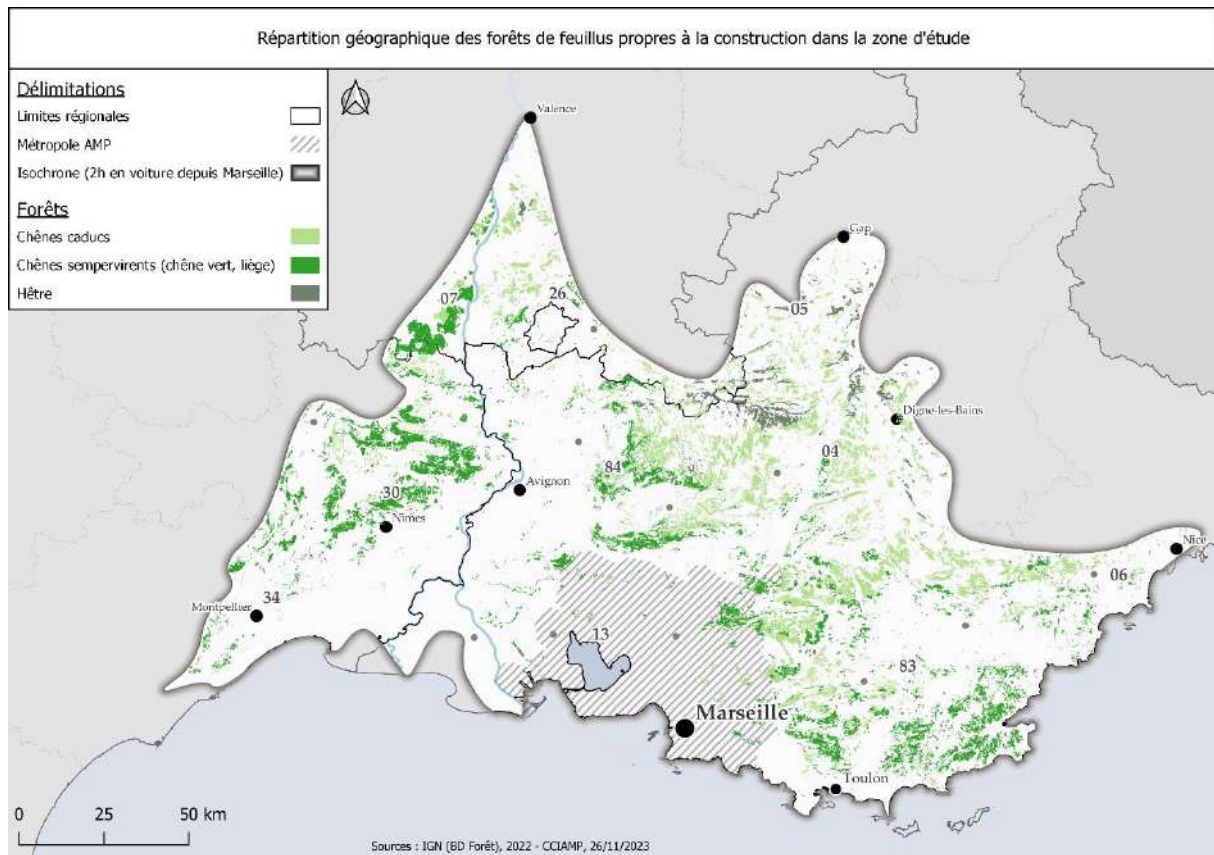 Répartition géographique des forêts de feuillus propres à la construction dans la zone d'étude
Délimitations
Limites régionales
Métropole AMP
Isochrone (2h en voiture depuis Marseille)
Forêts
Chênes caducs
Chênes sempervirents (chêne vert, liège)
Hêtre
Valence
Gap
07
26
05
Digne-les-Bains
84
04
Avignon
30
Nîmes
Nice
06
Montpellier
34
13
83
Marseille
Toulon
0 25 50 km
Sources : IGN (BD Forêt), 2022 - CCIAMP, 26/11/2023